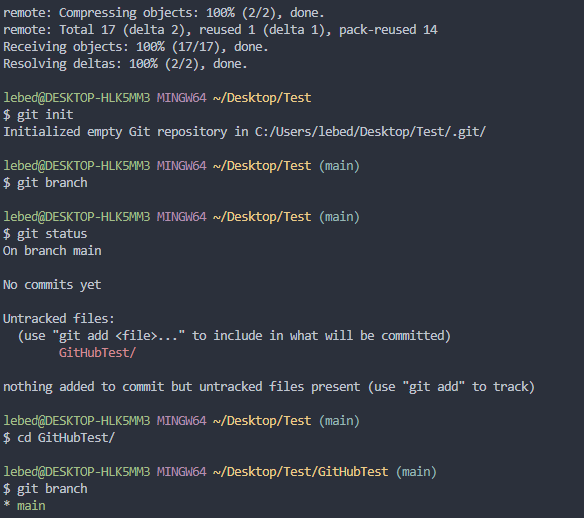 remote: Compressing objects: 100% (2/2), done.
remote: Total 17 (delta 2), reused 1 (delta 1), pack-reused 14
Receiving objects: 100% (17/17), done.
Resolving deltas: 100% (2/2), done.
lebed@DESKTOP-HLK5MM3 MINGW64 ~/Desktop/Test
$ git init
Initialized empty Git repository in C:/Users/lebed/Desktop/Test/.git/
lebed@DESKTOP-HLK5MM3 MINGW64 ~/Desktop/Test (main)
$ git branch
lebed@DESKTOP-HLK5MM3 MINGW64 ~/Desktop/Test (main)
$ git status
On branch main
No commits yet
Untracked files:
  (use "git add <file>..." to include in what will be committed)
        GitHubTest/
nothing added to commit but untracked files present (use "git add" to track)
lebed@DESKTOP-HLK5MM3 MINGW64 ~/Desktop/Test (main)
$ cd GitHubTest/
lebed@DESKTOP-HLK5MM3 MINGW64 ~/Desktop/Test/GitHubTest (main)
$ git branch
* main